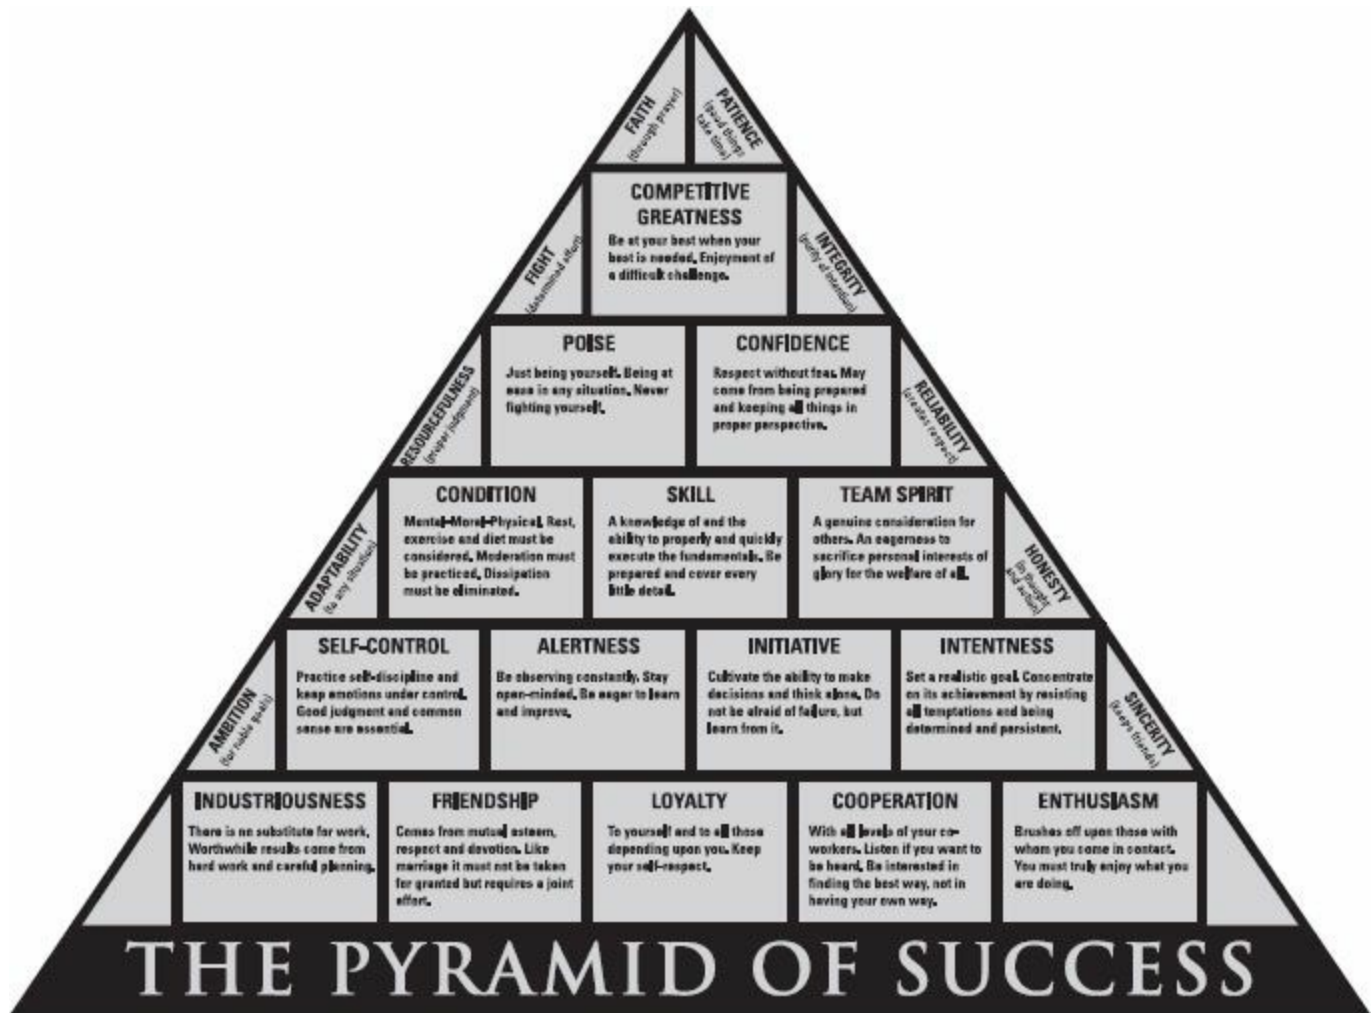 FAITH
(through prayer)
PATIENCE
(good things
take time)
COMPETITIVE
GREATNESS
Be at your best when your
best is needed. Enjoyment of
a difficult challenge.
FIGHT
(determined effort)
INTEGRITY
(purity of intention)
POISE
Just being yourself. Being at
ease in any situation. Never
fighting yourself.
CONFIDENCE
Respect without fear. May
come from being prepared
and keeping all things in
proper perspective.
RESOURCEFULNESS
(proper judgment)
RELIABILITY
(creates respect)
CONDITION
Mental-Moral-Physical. Rest,
exercise and diet must be
considered. Moderation must
be practiced. Dissipation
must be eliminated.
SKILL
A knowledge of and the
ability to properly and quickly
execute the fundamentals. Be
prepared and cover every
little detail.
TEAM SPIRIT
A genuine consideration for
others. An eagerness to
sacrifice personal interests of
glory for the welfare of all.
ADAPTABILITY
(to any situation)
HONESTY
(in thought
and action)
SELF-CONTROL
Practice self-discipline and
keep emotions under control.
Good judgment and common
sense are essential.
ALERTNESS
Be observing constantly. Stay
open-minded. Be eager to learn
and improve.
INITIATIVE
Cultivate the ability to make
decisions and think alone. Do
not be afraid of failure, but
learn from it.
INTENTNESS
Set a realistic goal. Concentrate
on its achievement by resisting
all temptations and being
determined and persistent.
AMBITION
(for noble goals)
SINCERITY
(keeps friends)
INDUSTRIOUSNESS
There is no substitute for work.
Worthwhile results come from
hard work and careful planning.
FRIENDSHIP
Comes from mutual esteem,
respect and devotion. Like
marriage it must not be taken
for granted but requires a joint
effort.
LOYALTY
To yourself and to all those
depending upon you. Keep
your self-respect.
COOPERATION
With all levels of your co-
workers. Listen if you want to
be heard. Be interested in
finding the best way, not in
having your own way.
ENTHUSIASM
Brushes off upon those with
whom you come in contact.
You must truly enjoy what you
are doing.
THE PYRAMID OF SUCCESS